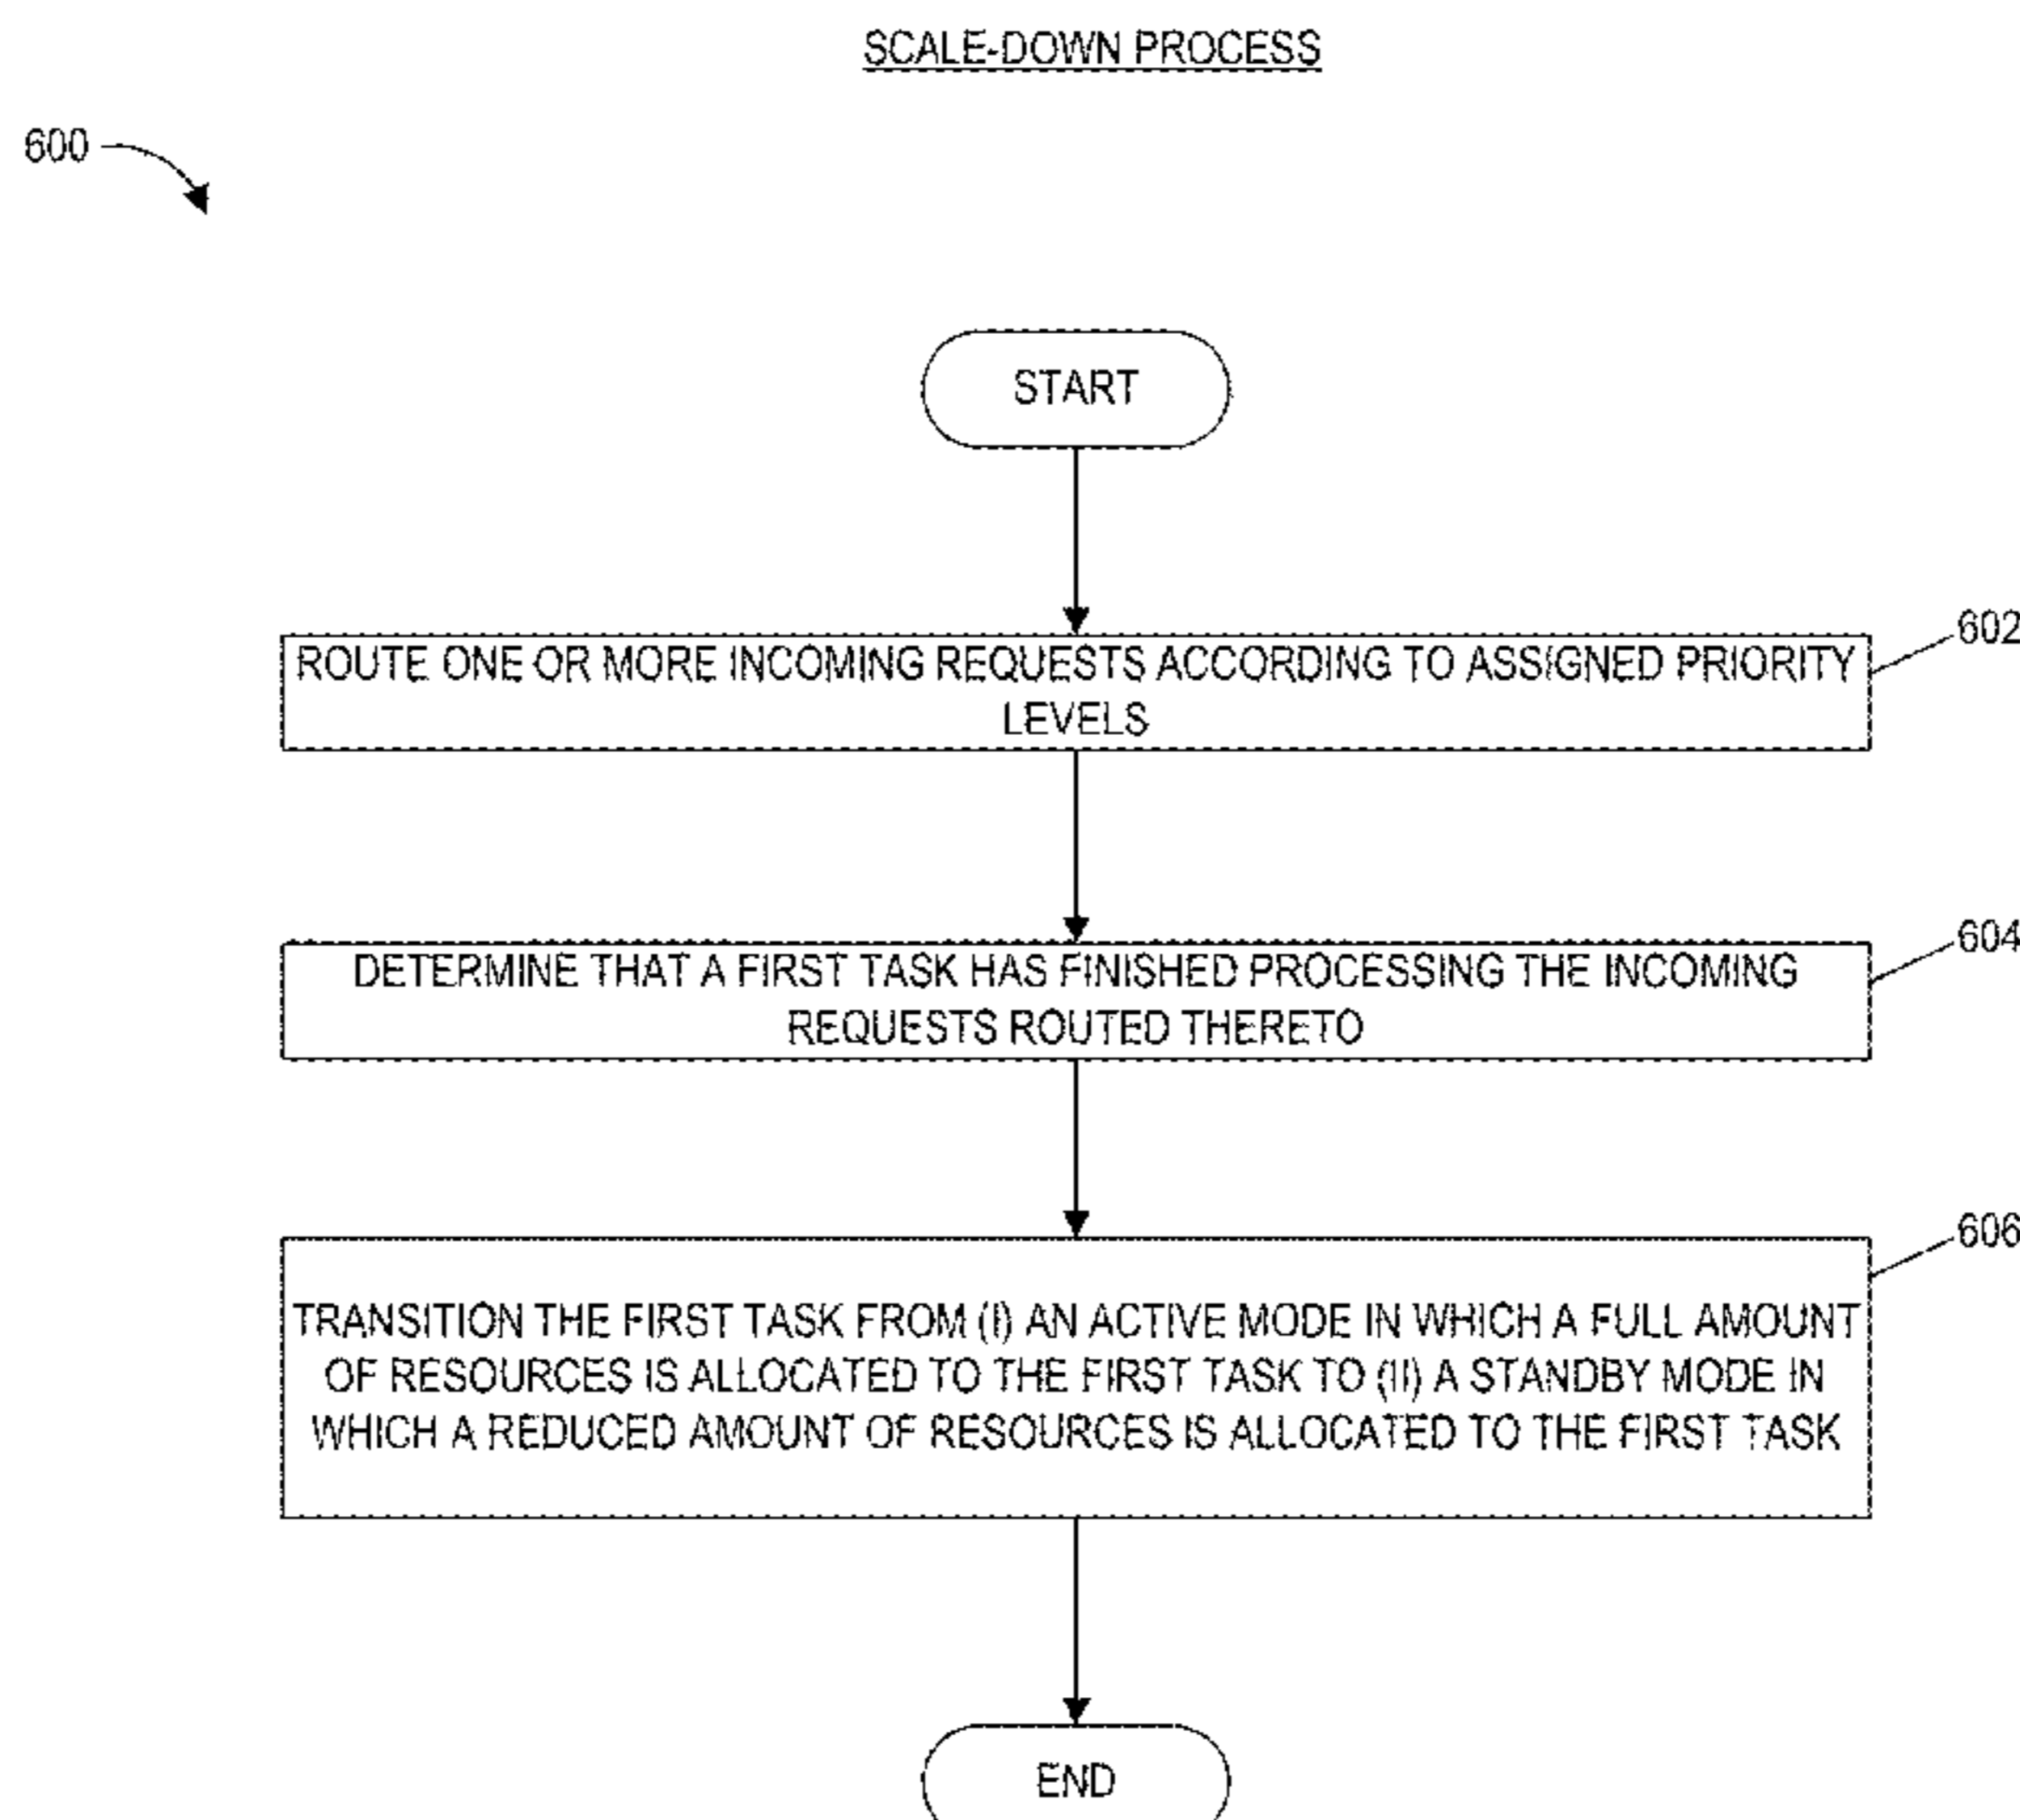 SCALE-DOWN PROCESS
600
START
602
ROUTE ONE OR MORE INCOMING REQUESTS ACCORDING TO ASSIGNED PRIORITY
LEVELS
604
DETERMINE THAT A FIRST TASK HAS FINISHED PROCESSING THE INCOMING
REQUESTS ROUTED THERETO
606
TRANSITION THE FIRST TASK FROM (I) AN ACTIVE MODE IN WHICH A FULL AMOUNT
OF RESOURCES IS ALLOCATED TO THE FIRST TASK TO (II) A STANDBY MODE IN
WHICH A REDUCED AMOUNT OF RESOURCES IS ALLOCATED TO THE FIRST TASK
END